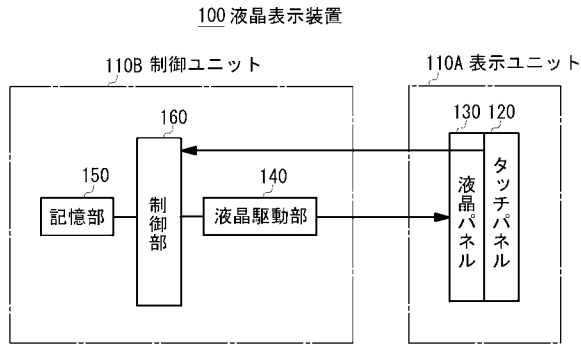 100 液晶表示装置
110B 制御ユニット
110A 表示ユニット
160
130 120
150
140
記憶部
制御部
液晶駆動部
液晶パネル
タッチパネル